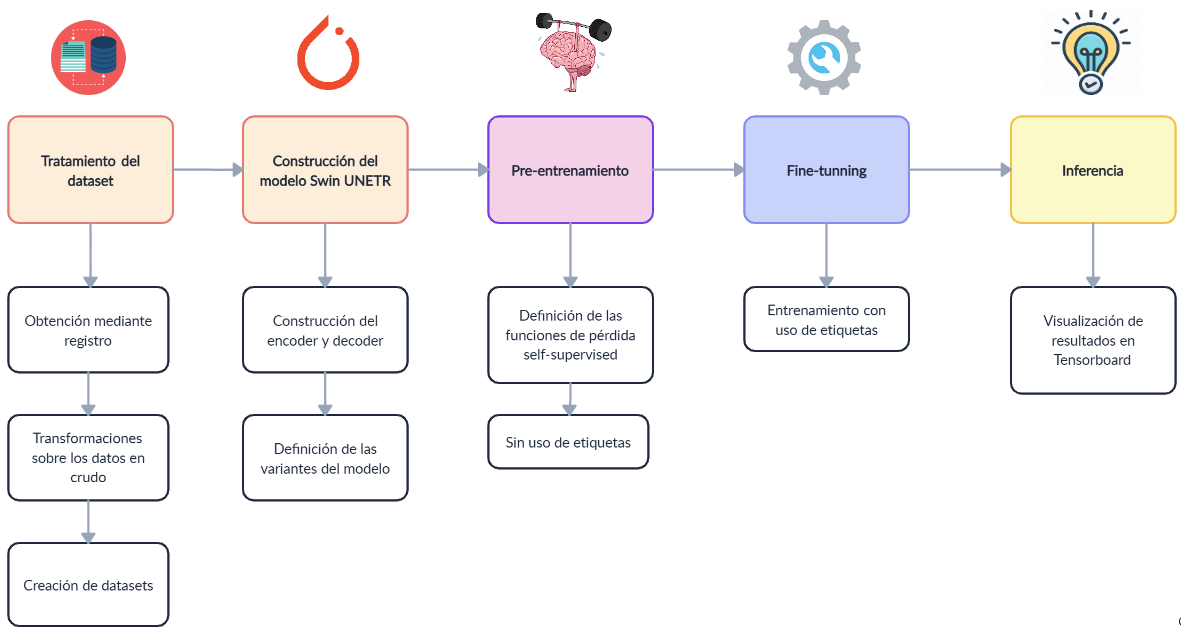 Tratamiento del
dataset
Construcción del
modelo Swin UNETR
Pre-entrenamiento
Fine-tunning
Inferencia
Obtención mediante
registro
Transformaciones
sobre los datos en
crudo
Creación de datasets
Construcción del
encoder y decoder
Definición de las
variantes del modelo
Definición de las
funciones de pérdida
self-supervised
Sin uso de etiquetas
Entrenamiento con
uso de etiquetas
Visualización de
resultados en
Tensorboard